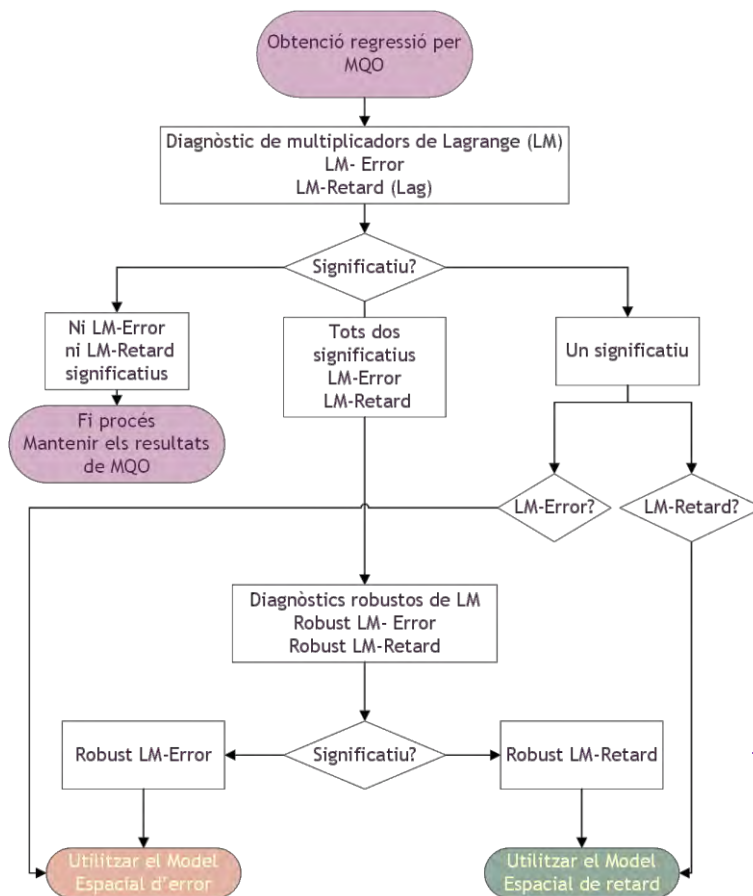 Obtenció regressió per
MQO
Diagnòstic de multiplicadors de Lagrange (LM)
LM- Error
LM-Retard (Lag)
Significatiu?
Ni LM-Error
ni LM-Retard
significatius
Tots dos
significatius
LM-Error
LM-Retard
Un significatiu
Fi procés
Mantenir els resultats
de MQO
LM-Error?
LM-Retard?
Diagnòstics robustos de LM
Robust LM- Error
Robust LM-Retard
Robust LM-Error
Significatiu?
Robust LM-Retard
Utilitzar el Model
Espacial d'error
Utilitzar el Model
Espacial de retard